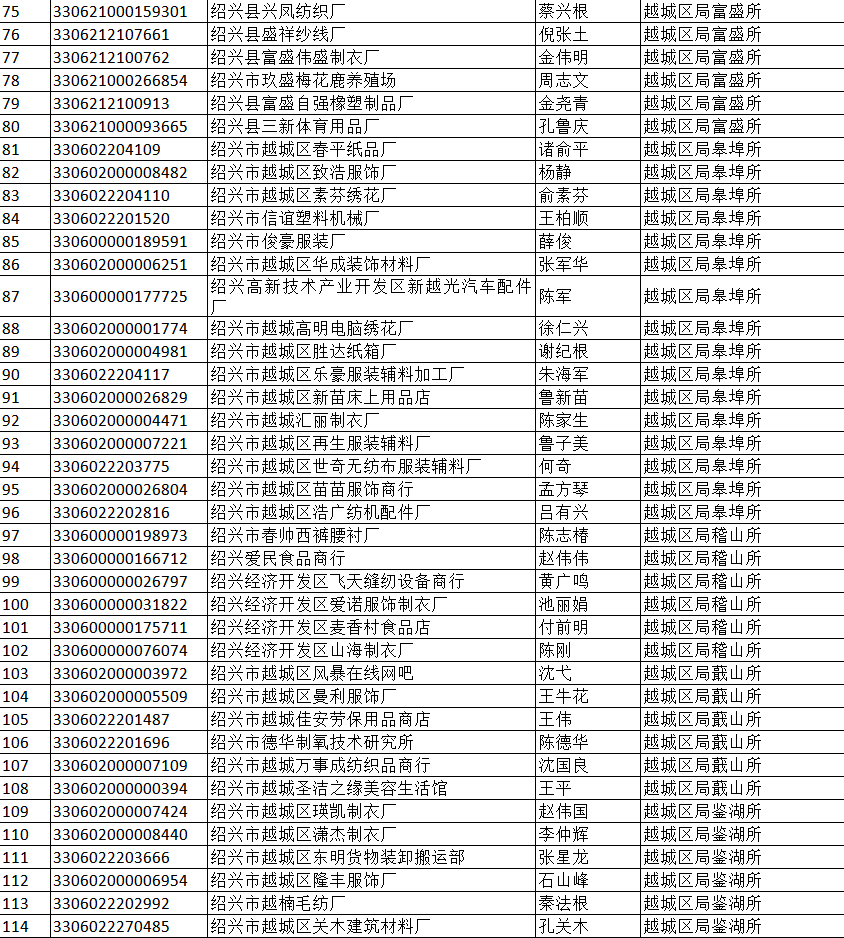 75 330621000159301 绍兴县兴凤纺织厂 蔡兴根 越城区局富盛所
76 3306212107661 绍兴县盛祥纱线厂 倪张土 越城区局富盛所
77 3306212100762 绍兴县富盛伟盛制衣厂 金伟明 越城区局富盛所
78 330621000266854 绍兴市玖盛梅花鹿养殖场 周志文 越城区局富盛所
79 3306212100913 绍兴县富盛自强橡塑制品厂 金尧青 越城区局富盛所
80 330621000093665 绍兴县三新体育用品厂 孔鲁庆 越城区局富盛所
81 330602204109 绍兴市越城区春平纸品厂 诸俞平 越城区局皋埠所
82 330602000008482 绍兴市越城区致浩服饰厂 杨静 越城区局皋埠所
83 3306022204110 绍兴市越城区素芬绣花厂 俞素芬 越城区局皋埠所
84 3306022201520 绍兴市信谊塑料机械厂 王柏顺 越城区局皋埠所
85 330600000189591 绍兴市俊豪服装厂 薛俊 越城区局皋埠所
86 330602000006251 绍兴市越城区华成装饰材料厂 张军华 越城区局皋埠所
87 330600000177725 绍兴高新技术产业开发区新越光汽车配件
厂 陈军 越城区局皋埠所
88 330602000001774 绍兴市越城高明电脑绣花厂 徐仁兴 越城区局皋埠所
89 330602000004981 绍兴市越城区胜达纸箱厂 谢纪根 越城区局皋埠所
90 3306022204117 绍兴市越城区乐豪服装辅料加工厂 朱海军 越城区局皋埠所
91 330602000026829 绍兴市越城区新苗床上用品店 鲁新苗 越城区局皋埠所
92 330602000004471 绍兴市越城汇丽制衣厂 陈家生 越城区局皋埠所
93 330602000007221 绍兴市越城区再生服装辅料厂 鲁子美 越城区局皋埠所
94 3306022203775 绍兴市越城区世奇无纺布服装辅料厂 何奇 越城区局皋埠所
95 330602000026804 绍兴市越城区苗苗服饰商行 孟方琴 越城区局皋埠所
96 3306022202816 绍兴市越城区浩广纺机配件厂 吕有兴 越城区局皋埠所
97 330600000198973 绍兴市春帅西裤腰衬厂 陈志椿 越城区局稽山所
98 330600000166712 绍兴爱民食品商行 赵伟伟 越城区局稽山所
99 330600000026797 绍兴经济开发区飞天缝纫设备商行 黄广鸣 越城区局稽山所
100 330600000031822 绍兴经济开发区爱诺服饰制衣厂 池丽娟 越城区局稽山所
101 330600000175711 绍兴经济开发区麦香村食品店 付前明 越城区局稽山所
102 330600000076074 绍兴经济开发区山海制衣厂 陈刚 越城区局稽山所
103 330602000003972 绍兴市越城区风暴在线网吧 沈弋 越城区局蕺山所
104 330602000005509 绍兴市越城区曼利服饰厂 王牛花 越城区局蕺山所
105 3306022201487 绍兴市越城佳安劳保用品商店 王伟 越城区局蕺山所
106 3306022201696 绍兴市德华制氧技术研究所 陈德华 越城区局蕺山所
107 330602000007109 绍兴市越城万事成纺织品商行 沈国良 越城区局蕺山所
108 330602000000394 绍兴市越城圣洁之缘美容生活馆 王平 越城区局蕺山所
109 330602000007424 绍兴市越城区瑛凯制衣厂 赵伟国 越城区局鉴湖所
110 330602000008440 绍兴市越城区潇杰制衣厂 李仲辉 越城区局鉴湖所
111 3306022203666 绍兴市越城区东明货物装卸搬运部 张星龙 越城区局鉴湖所
112 330602000006954 绍兴市越城区隆丰服饰厂 石山峰 越城区局鉴湖所
113 3306022202992 绍兴市越楠毛纺厂 秦法根 越城区局鉴湖所
114 3306022270485 绍兴市越城区关木建筑材料厂 孔关木 越城区局鉴湖所